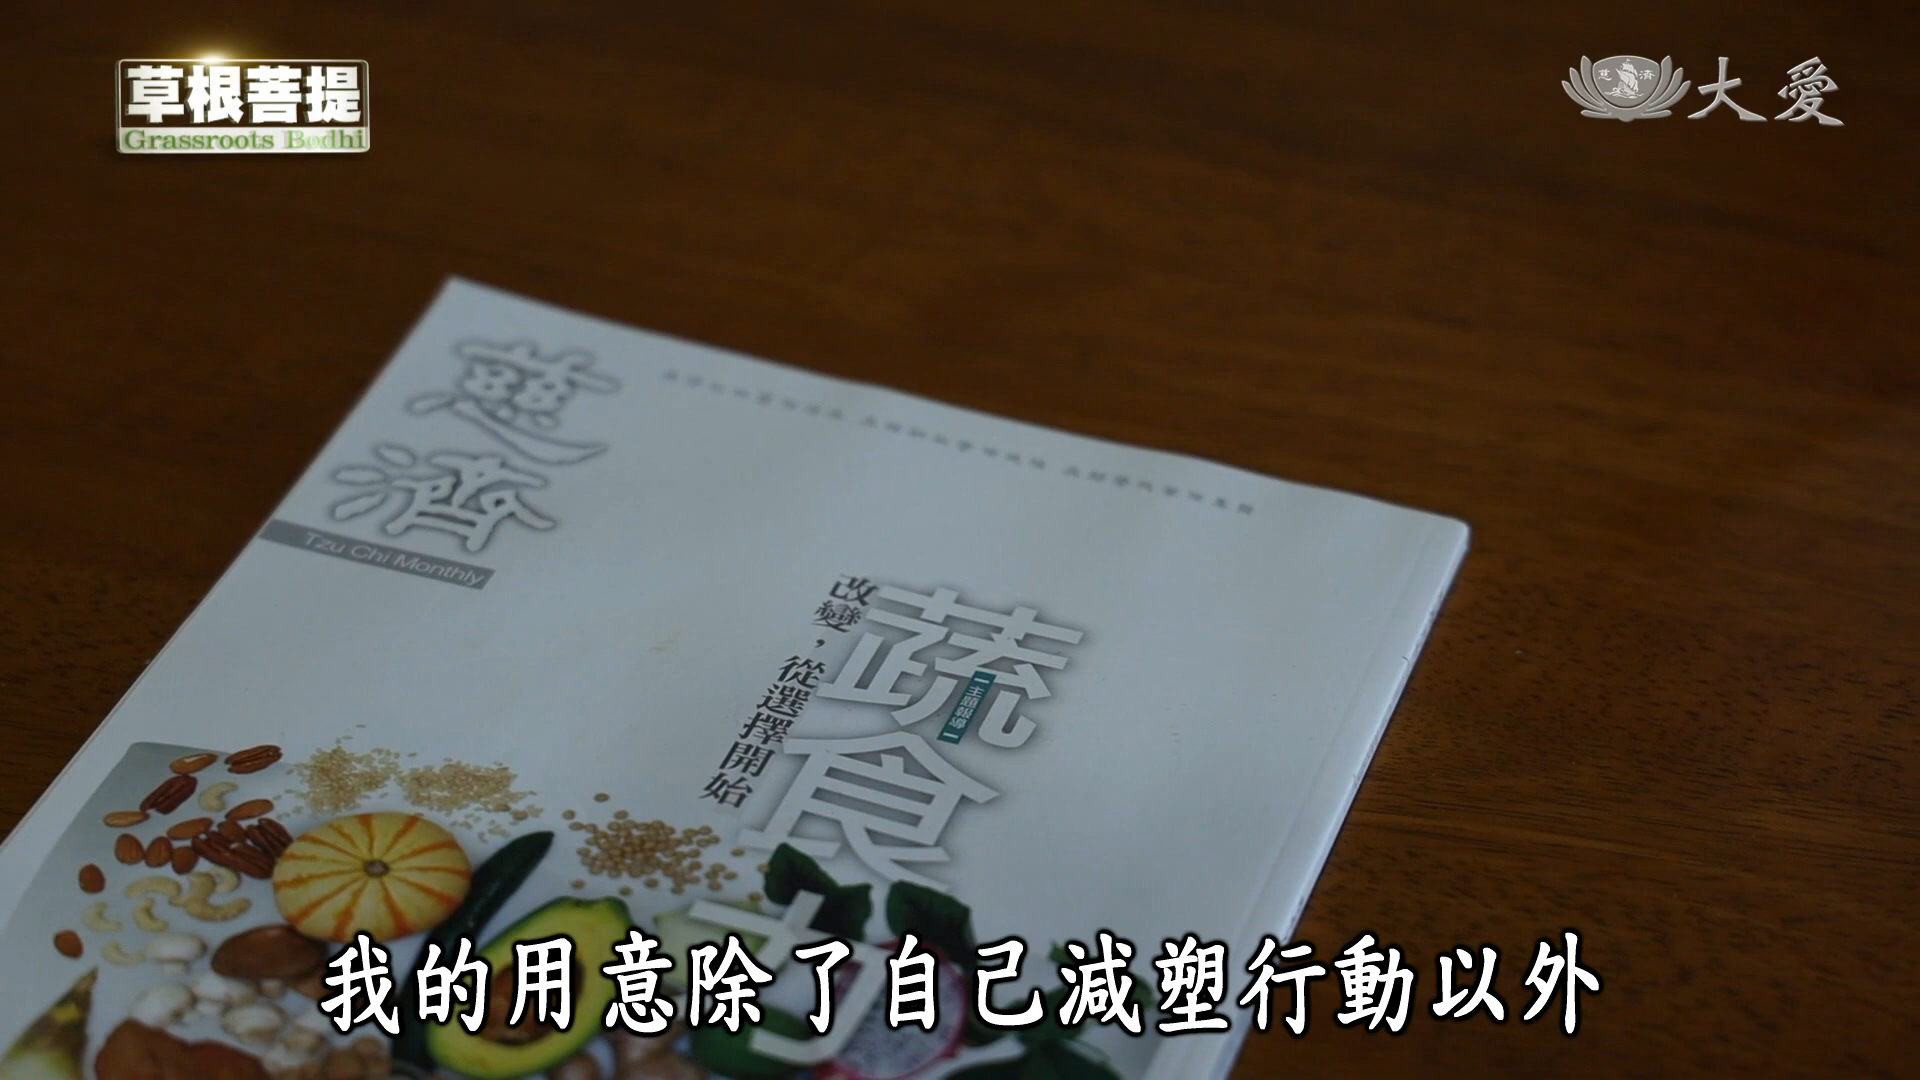 草根菩提
Grassroots Bodhi
慈濟
大愛
慈濟
Tzu Chi Monthly
蔬食力
主題報導
改變，從選擇開始
我的用意除了自己減塑行動以外